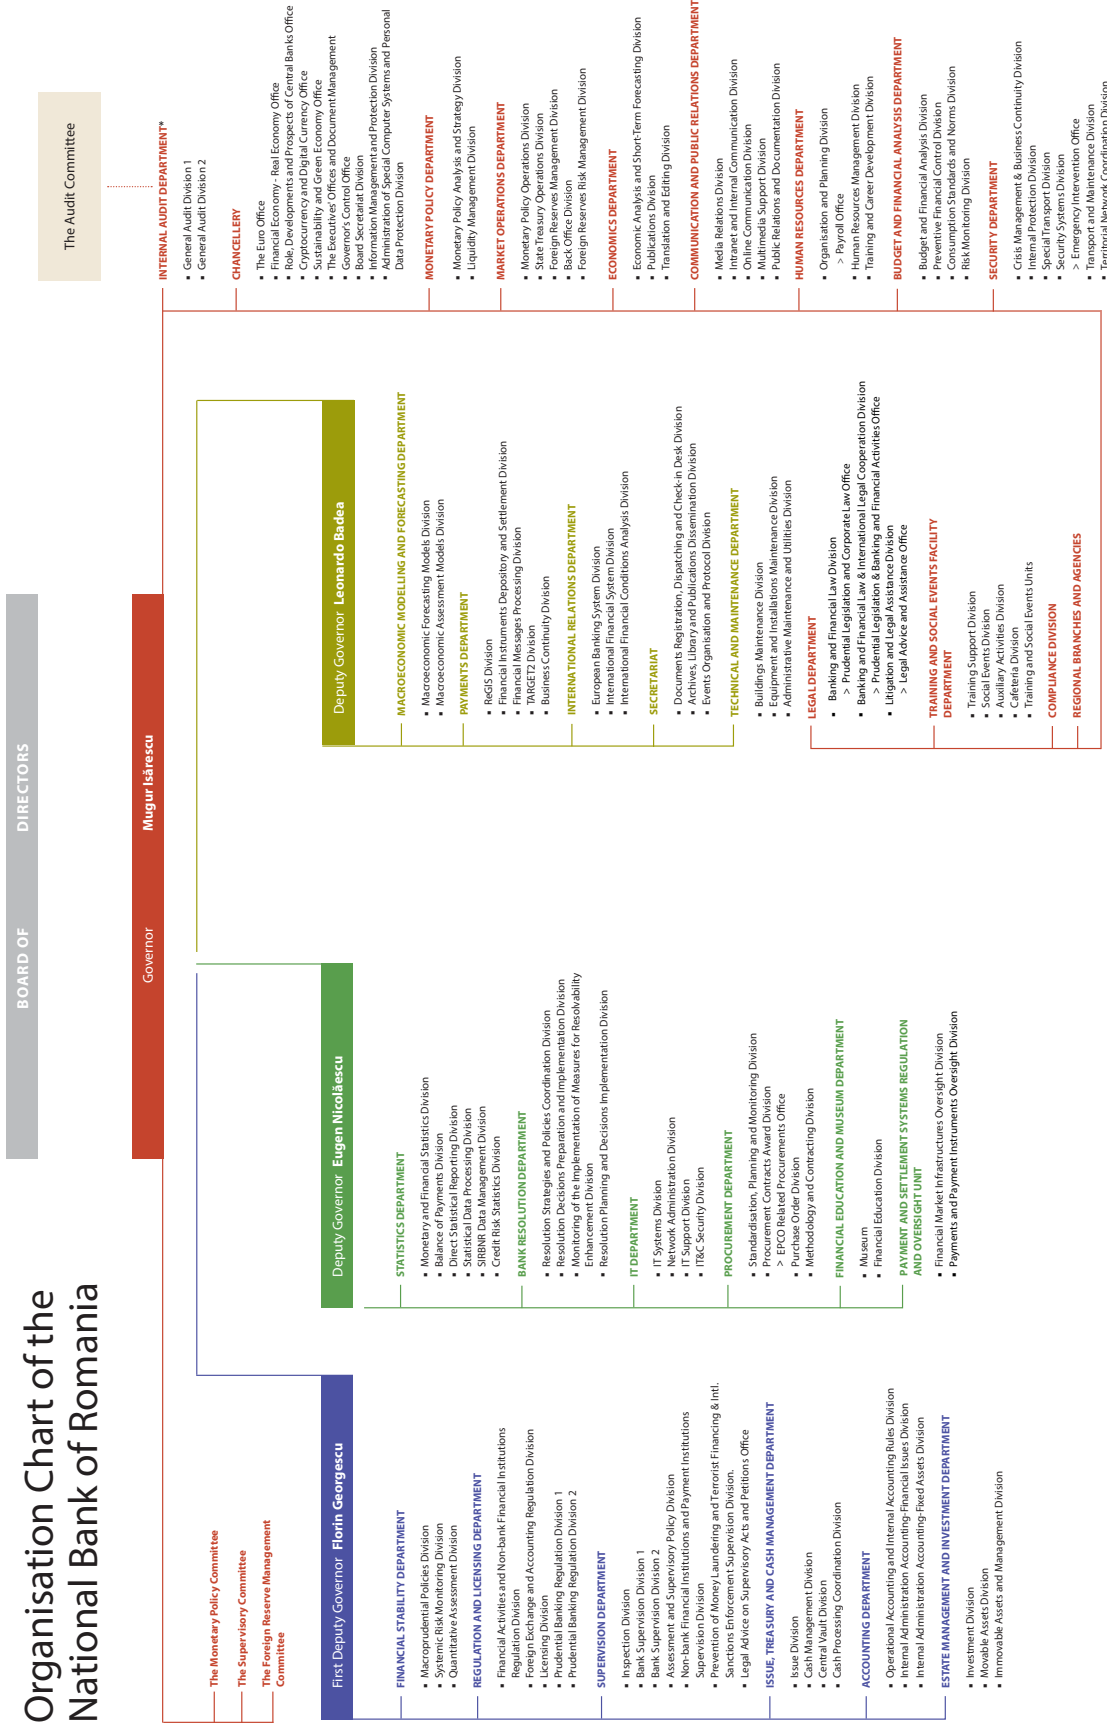 Organisation Chart of the
National Bank of Romania
BOARD OF DIRECTORS
The Audit Committee
Governor Mugur Isărescu
The Monetary Policy Committee
The Supervisory Committee
The Foreign Reserve Management
Committee
First Deputy Governor Florin Georgescu
FINANCIAL STABILITY DEPARTMENT
▪ Macroprudential Policies Division
▪ Systemic Risk Monitoring Division
▪ Quantitative Assessment Division
REGULATION AND LICENSING DEPARTMENT
▪ Financial Activities and Non-bank Financial Institutions
Regulation Division
▪ Foreign Exchange and Accounting Regulation Division
▪ Licensing Division
▪ Prudential Banking Regulation Division 1
▪ Prudential Banking Regulation Division 2
SUPERVISION DEPARTMENT
▪ Inspection Division
▪ Bank Supervision Division 1
▪ Bank Supervision Division 2
▪ Assessment and Supervisory Policy Division
▪ Non-bank Financial Institutions and Payment Institutions
Supervision Division
▪ Prevention of Money Laundering and Terrorist Financing & Intl.
Sanctions Enforcement Supervision Division.
▪ Legal Advice on Supervisory Acts and Petitions Office
ISSUE, TREASURY AND CASH MANAGEMENT DEPARTMENT
▪ Issue Division
▪ Cash Management Division
▪ Central Vault Division
▪ Cash Processing Coordination Division
ACCOUNTING DEPARTMENT
▪ Operational Accounting and Internal Accounting Rules Division
▪ Internal Administration Accounting-Financial Issues Division
▪ Internal Administration Accounting-Fixed Assets Division
ESTATE MANAGEMENT AND INVESTMENT DEPARTMENT
▪ Investment Division
▪ Movable Assets Division
▪ Immovable Assets and Management Division
Deputy Governor Eugen Nicolăescu
STATISTICS DEPARTMENT
▪ Monetary and Financial Statistics Division
▪ Balance of Payments Division
▪ Direct Statistical Reporting Division
▪ Statistical Data Processing Division
▪ SIRBNR Data Management Division
▪ Credit Risk Statistics Division
BANK RESOLUTION DEPARTMENT
▪ Resolution Strategies and Policies Coordination Division
▪ Resolution Decisions Preparation and Implementation Division
▪ Monitoring of the Implementation of Measures for Resolvability
Enhancement Division
▪ Resolution Planning and Decisions Implementation Division
IT DEPARTMENT
▪ IT Systems Division
▪ Network Administration Division
▪ IT Support Division
▪ IT&C Security Division
PROCUREMENT DEPARTMENT
▪ Standardisation, Planning and Monitoring Division
▪ Procurement Contracts Award Division
> EPCO Related Procurements Office
▪ Purchase Order Division
▪ Methodology and Contracting Division
FINANCIAL EDUCATION AND MUSEUM DEPARTMENT
▪ Museum
▪ Financial Education Division
PAYMENT AND SETTLEMENT SYSTEMS REGULATION
AND OVERSIGHT UNIT
▪ Financial Market Infrastructures Oversight Division
▪ Payments and Payment Instruments Oversight Division
Deputy Governor Leonardo Badea
MACROECONOMIC MODELLING AND FORECASTING DEPARTMENT
▪ Macroeconomic Forecasting Models Division
▪ Macroeconomic Assessment Models Division
PAYMENTS DEPARTMENT
▪ ReGIS Division
▪ Financial Instruments Depository and Settlement Division
▪ Financial Messages Processing Division
▪ TARGET2 Division
▪ Business Continuity Division
INTERNATIONAL RELATIONS DEPARTMENT
▪ European Banking System Division
▪ International Financial System Division
▪ International Financial Conditions Analysis Division
SECRETARIAT
▪ Documents Registration, Dispatching and Check-in Desk Division
▪ Archives, Library and Publications Dissemination Division
▪ Events Organisation and Protocol Division
TECHNICAL AND MAINTENANCE DEPARTMENT
▪ Buildings Maintenance Division
▪ Equipment and Installations Maintenance Division
▪ Administrative Maintenance and Utilities Division
LEGAL DEPARTMENT
▪ Banking and Financial Law Division
> Prudential Legislation and Corporate Law Office
▪ Banking and Financial Law & International Legal Cooperation Division
> Prudential Legislation & Banking and Financial Activities Office
▪ Litigation and Legal Assistance Division
> Legal Advice and Assistance Office
TRAINING AND SOCIAL EVENTS FACILITY
DEPARTMENT
▪ Training Support Division
▪ Social Events Division
▪ Auxiliary Activities Division
▪ Cafeteria Division
▪ Training and Social Events Units
COMPLIANCE DIVISION
REGIONAL BRANCHES AND AGENCIES
INTERNAL AUDIT DEPARTMENT*
▪ General Audit Division 1
▪ General Audit Division 2
CHANCELLERY
▪ The Euro Office
▪ Financial Economy - Real Economy Office
▪ Role, Developments and Prospects of Central Banks Office
▪ Cryptocurrency and Digital Currency Office
▪ Sustainability and Green Economy Office
▪ The Executives' Offices and Document Management
▪ Governor's Control Office
▪ Board Secretariat Division
▪ Information Management and Protection Division
▪ Administration of Special Computer Systems and Personal
Data Protection Division
MONETARY POLICY DEPARTMENT
▪ Monetary Policy Analysis and Strategy Division
▪ Liquidity Management Division
MARKET OPERATIONS DEPARTMENT
▪ Monetary Policy Operations Division
▪ State Treasury Operations Division
▪ Foreign Reserves Management Division
▪ Back Office Division
▪ Foreign Reserves Risk Management Division
ECONOMICS DEPARTMENT
▪ Economic Analysis and Short-Term Forecasting Division
▪ Publications Division
▪ Translation and Editing Division
COMMUNICATION AND PUBLIC RELATIONS DEPARTMENT
▪ Media Relations Division
▪ Intranet and Internal Communication Division
▪ Online Communication Division
▪ Multimedia Support Division
▪ Public Relations and Documentation Division
HUMAN RESOURCES DEPARTMENT
▪ Organisation and Planning Division
> Payroll Office
▪ Human Resources Management Division
▪ Training and Career Development Division
BUDGET AND FINANCIAL ANALYSIS DEPARTMENT
▪ Budget and Financial Analysis Division
▪ Preventive Financial Control Division
▪ Consumption Standards and Norms Division
▪ Risk Monitoring Division
SECURITY DEPARTMENT
▪ Crisis Management & Business Continuity Division
▪ Internal Protection Division
▪ Special Transport Division
▪ Security Systems Division
> Emergency Intervention Office
▪ Transport and Maintenance Division
▪ Territorial Network Coordination Division